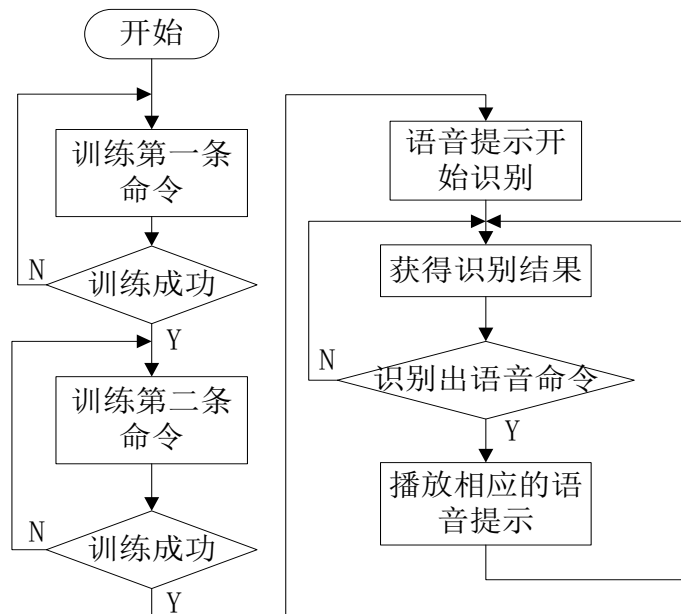 开始
训练第一条
命令
N
训练成功
Y
训练第二条
命令
N
训练成功
Y
语音提示开
始识别
获得识别结果
N
识别出语音命令
Y
播放相应的语
音提示